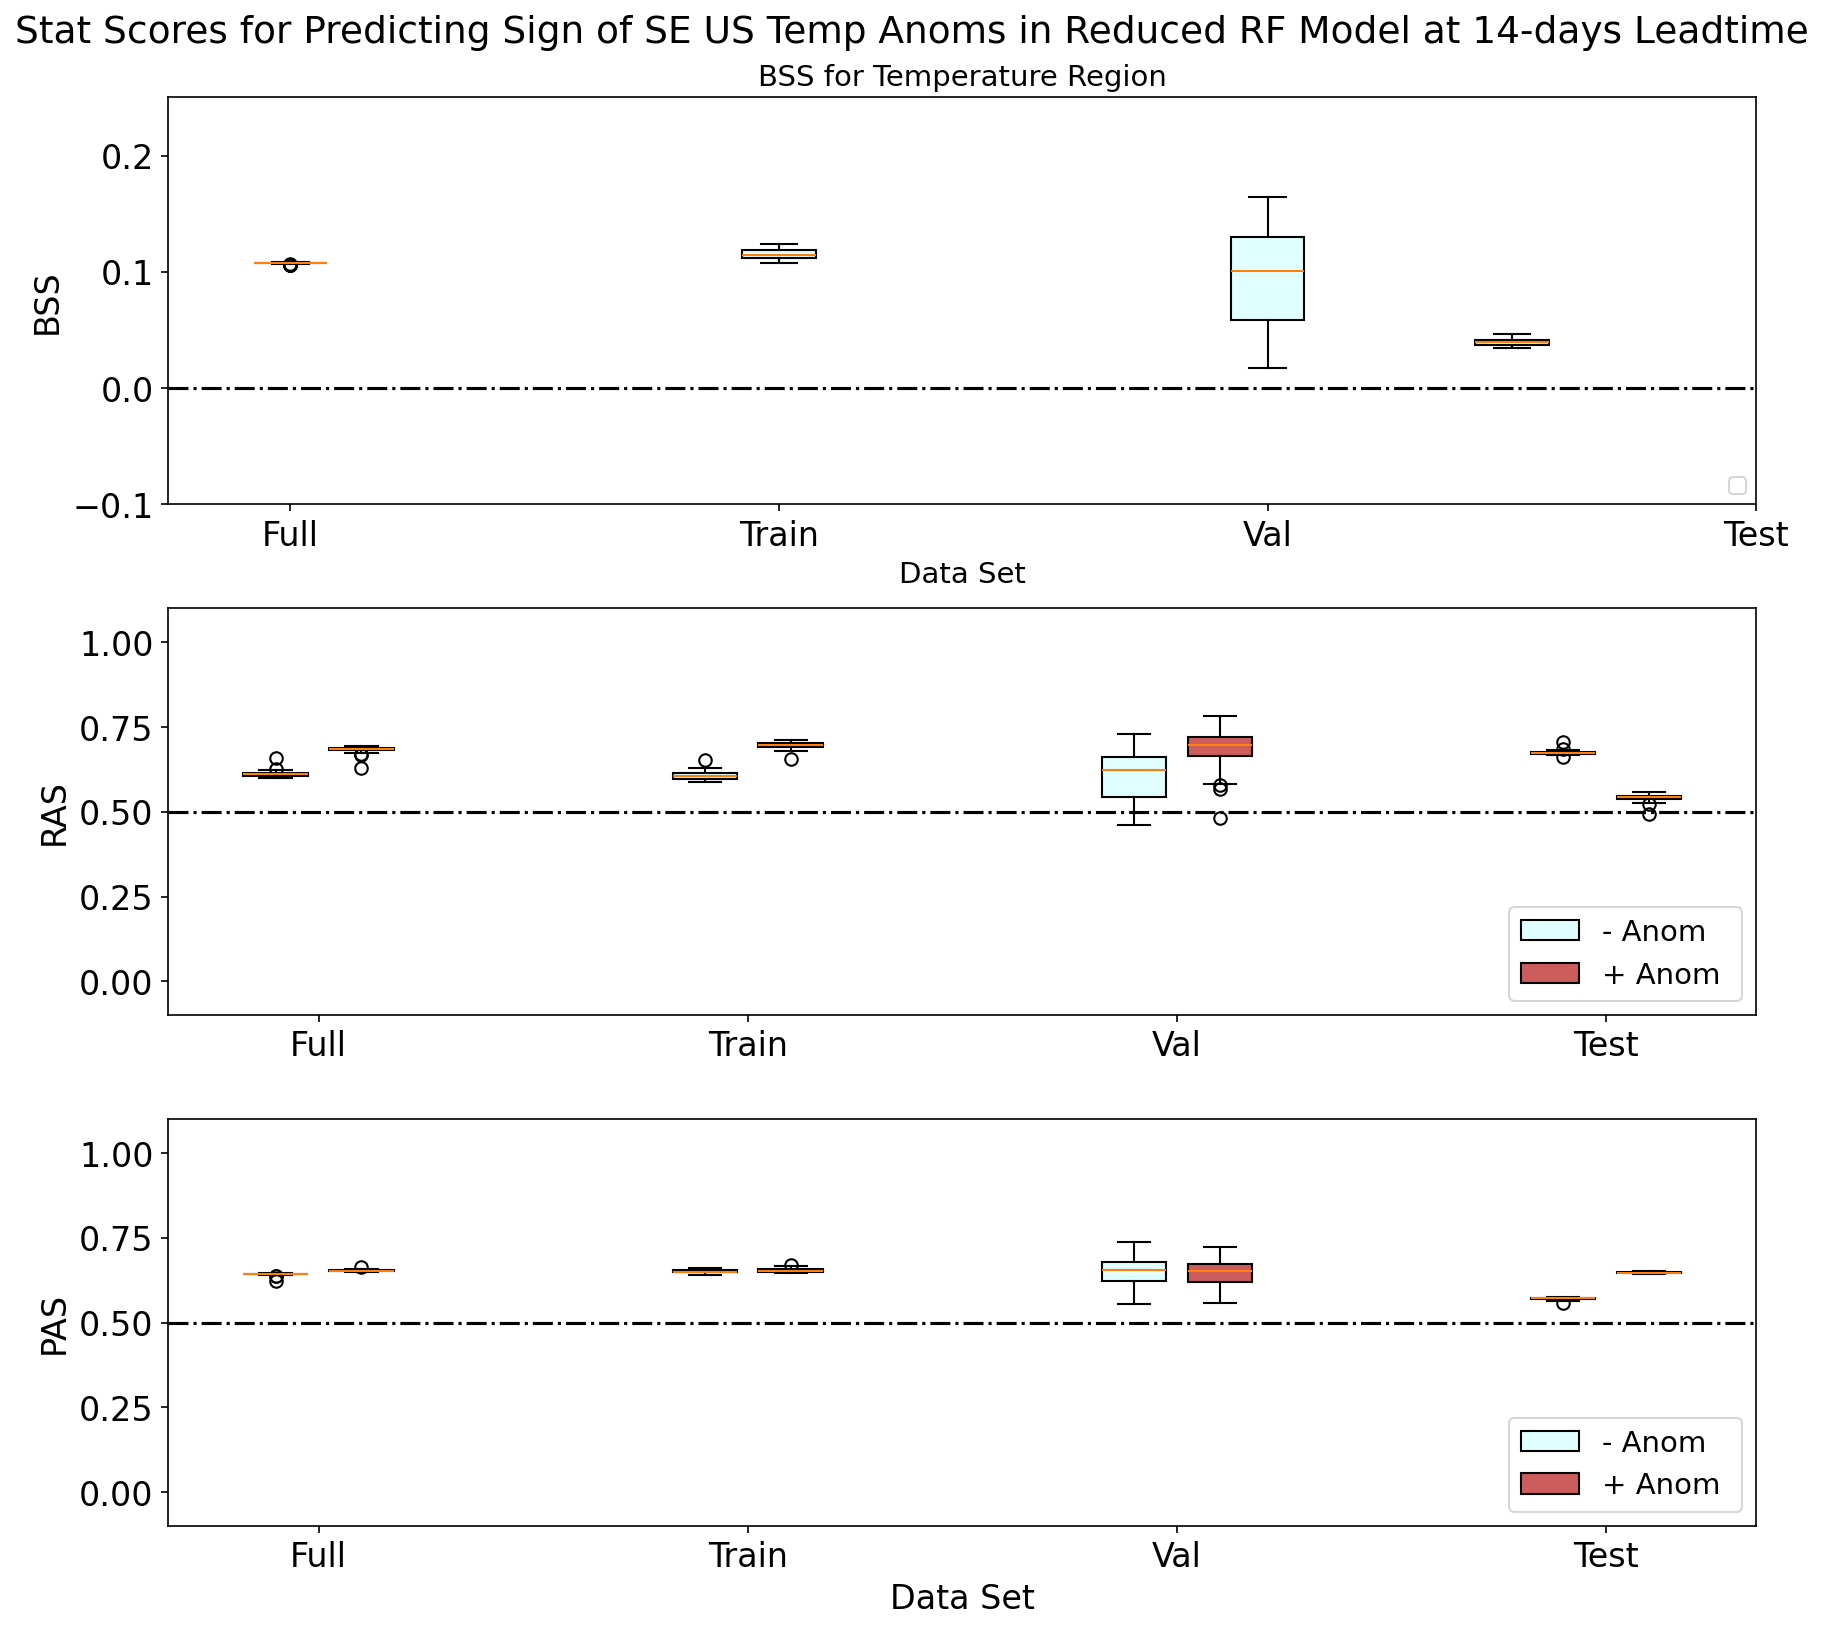 Stat Scores for Predicting Sign of SE US Temp Anoms in Reduced RF Model at 14-days Leadtime
BSS for Temperature Region
BSS
0.2
0.1
0.0
−0.1
Full Train Val Test
Data Set
RAS
1.00
0.75
0.50
0.25
0.00
- Anom
+ Anom
Full Train Val Test
PAS
1.00
0.75
0.50
0.25
0.00
- Anom
+ Anom
Full Train Val Test
Data Set